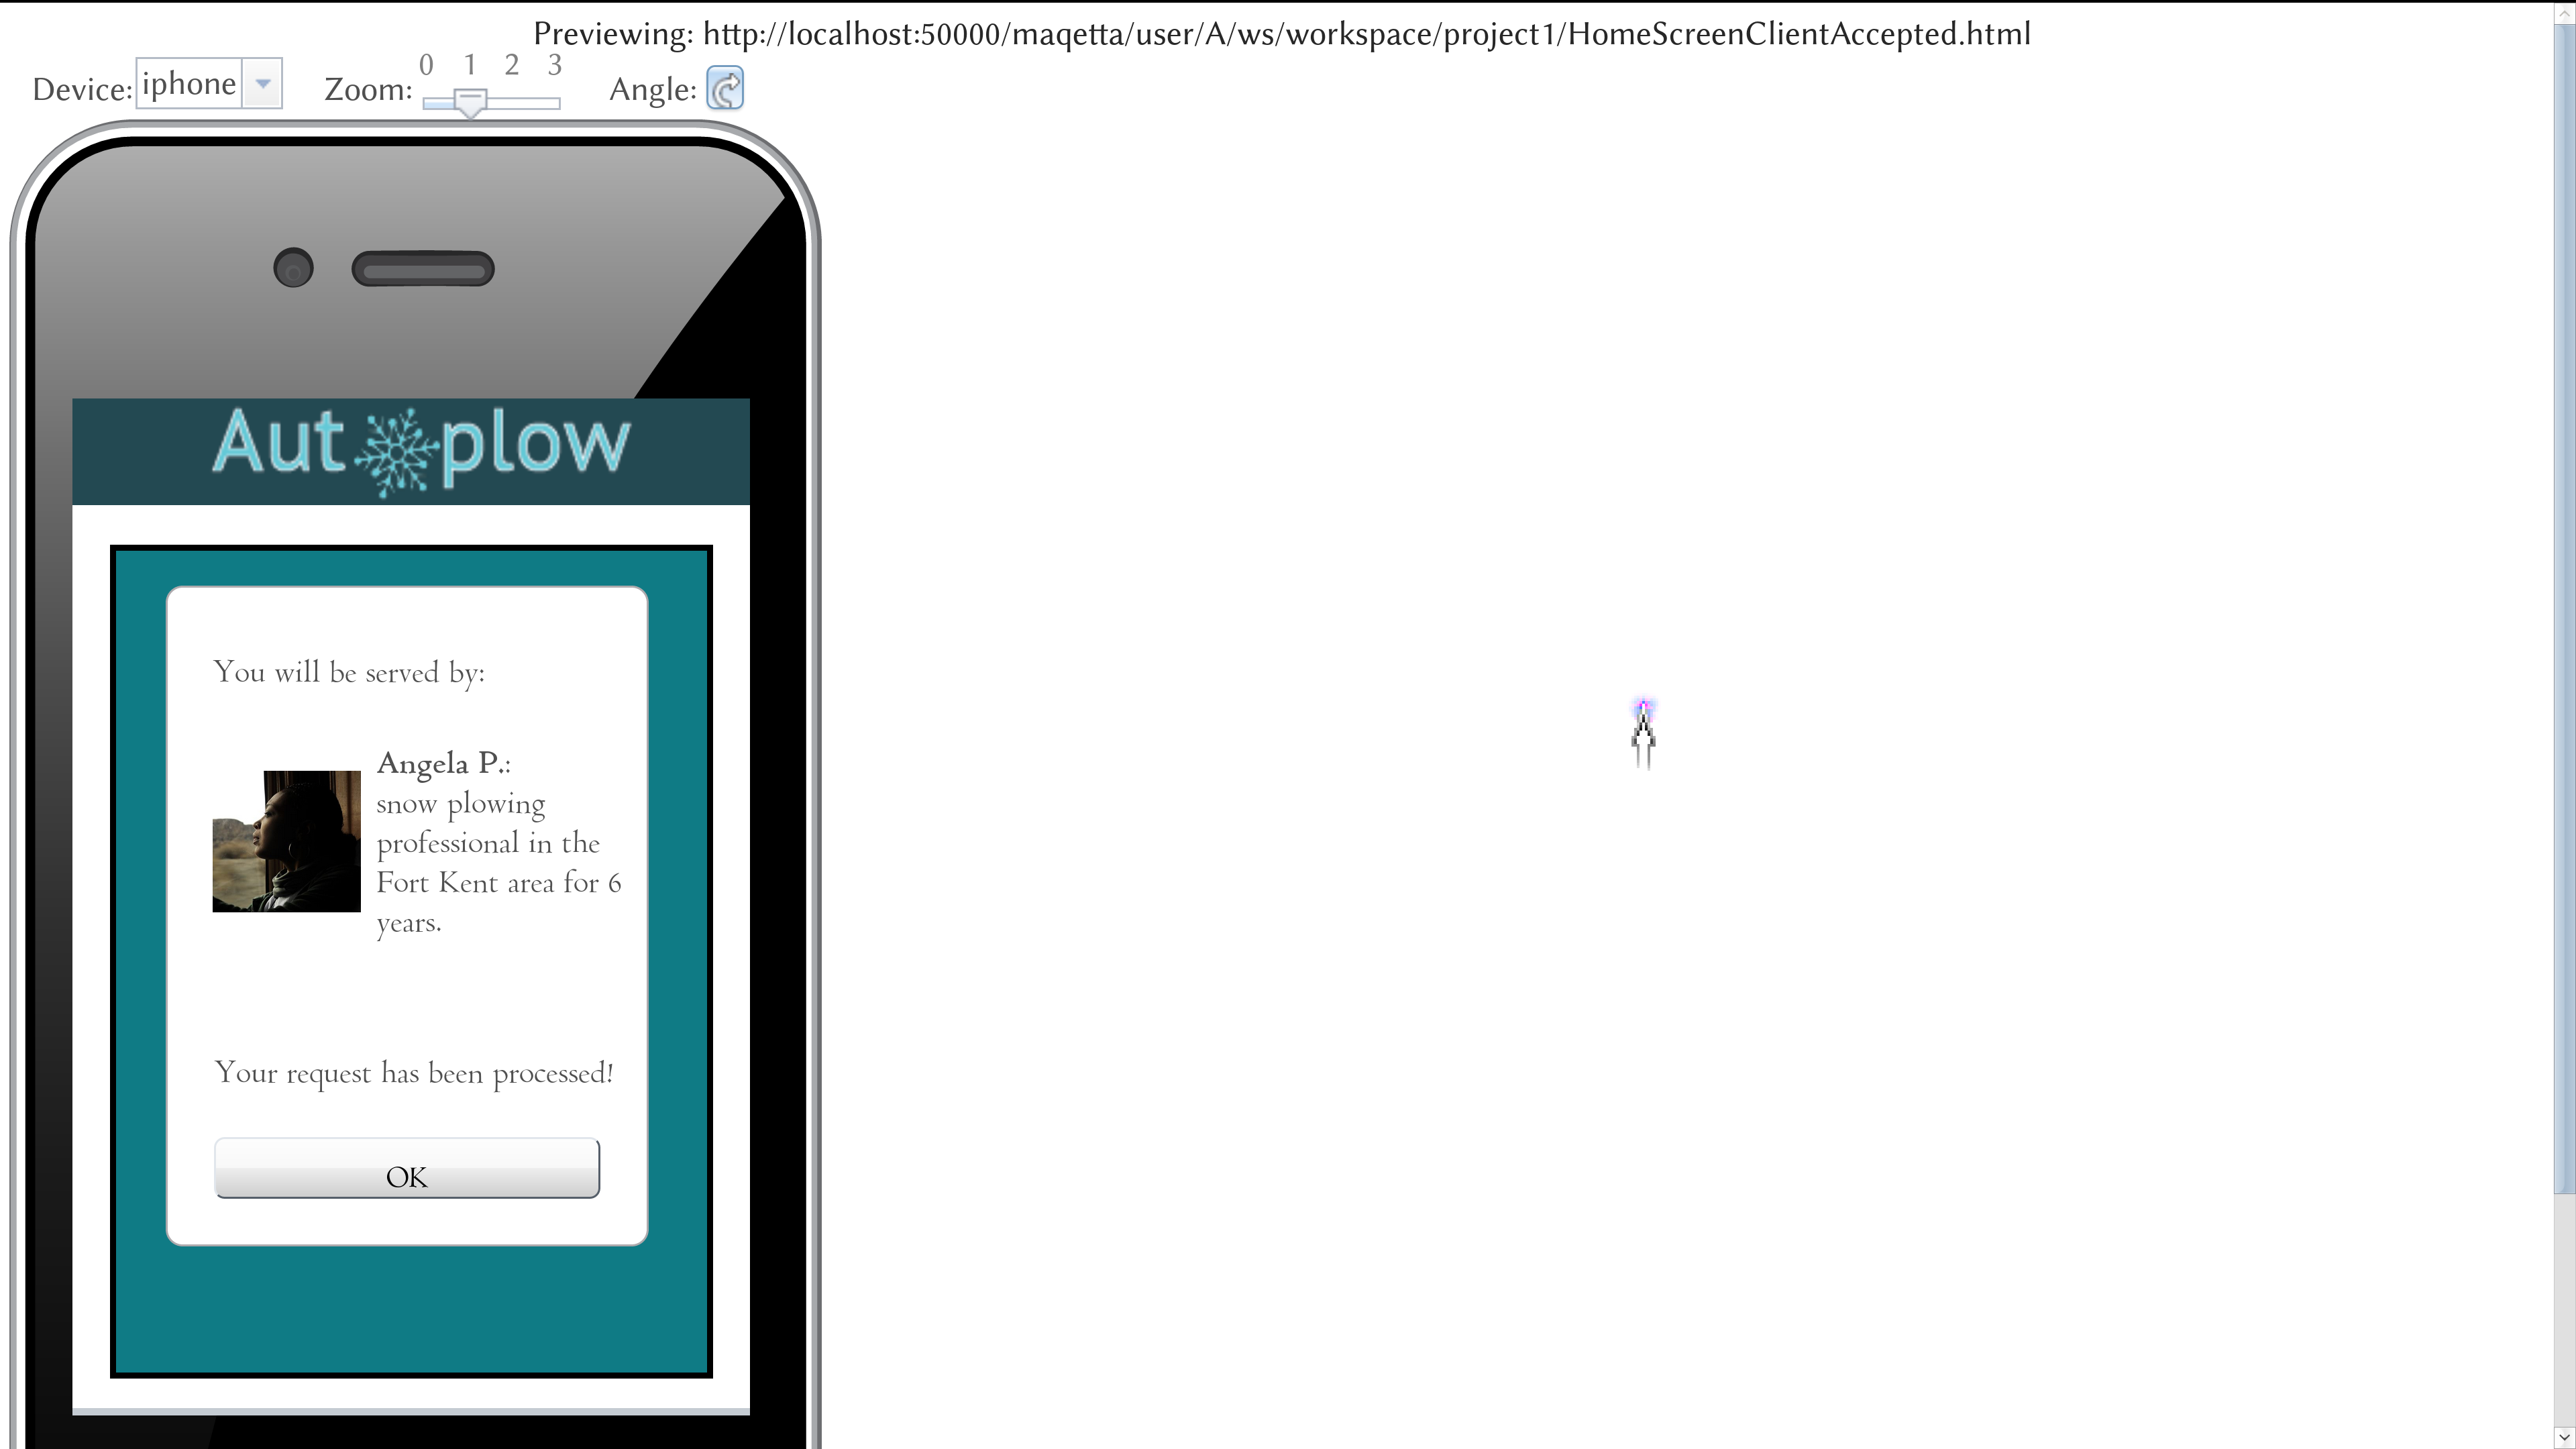 Previewing: http://localhost:50000/maqetta/user/A/ws/workspace/project1/HomeScreenClientAccepted.html
Device: iphone Zoom: 0 1 2 3 Angle:
Aut plow
You will be served by:
Angela P.:
snow plowing
professional in the
Fort Kent area for 6
years.
Your request has been processed!
OK